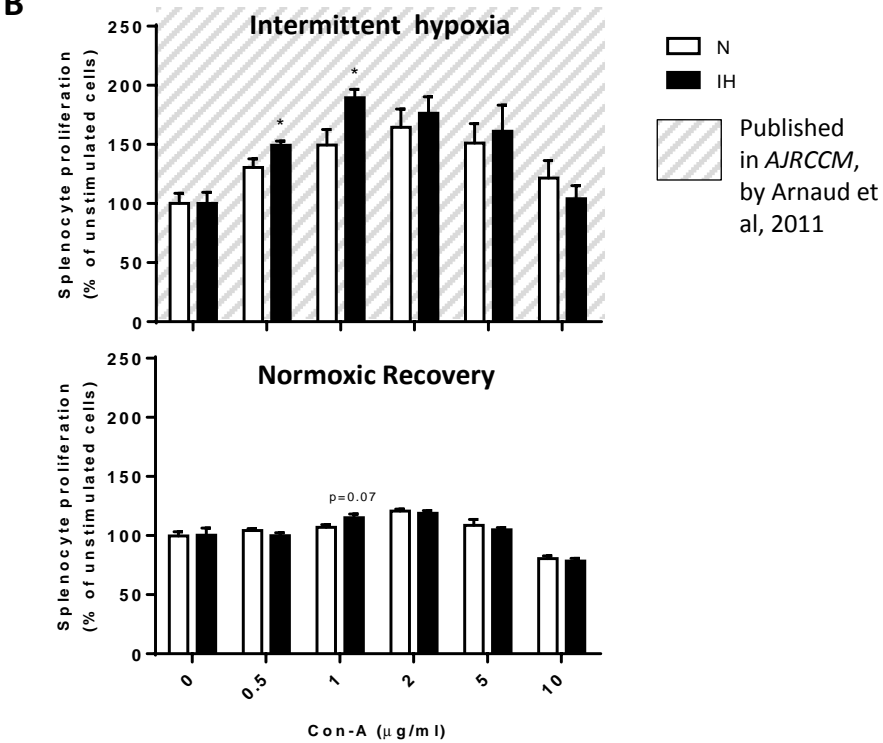 B
Intermittent hypoxia
Splenocyte proliferation
(% of unstimulated cells)
250
200
150
100
50
0
*
*
N
IH
Published
in AJRCCM,
by Arnaud et
al, 2011
Normoxic Recovery
Splenocyte proliferation
(% of unstimulated cells)
250
200
150
100
50
0
p=0.07
0
0.5
1
2
5
10
Con-A (μg/ml)